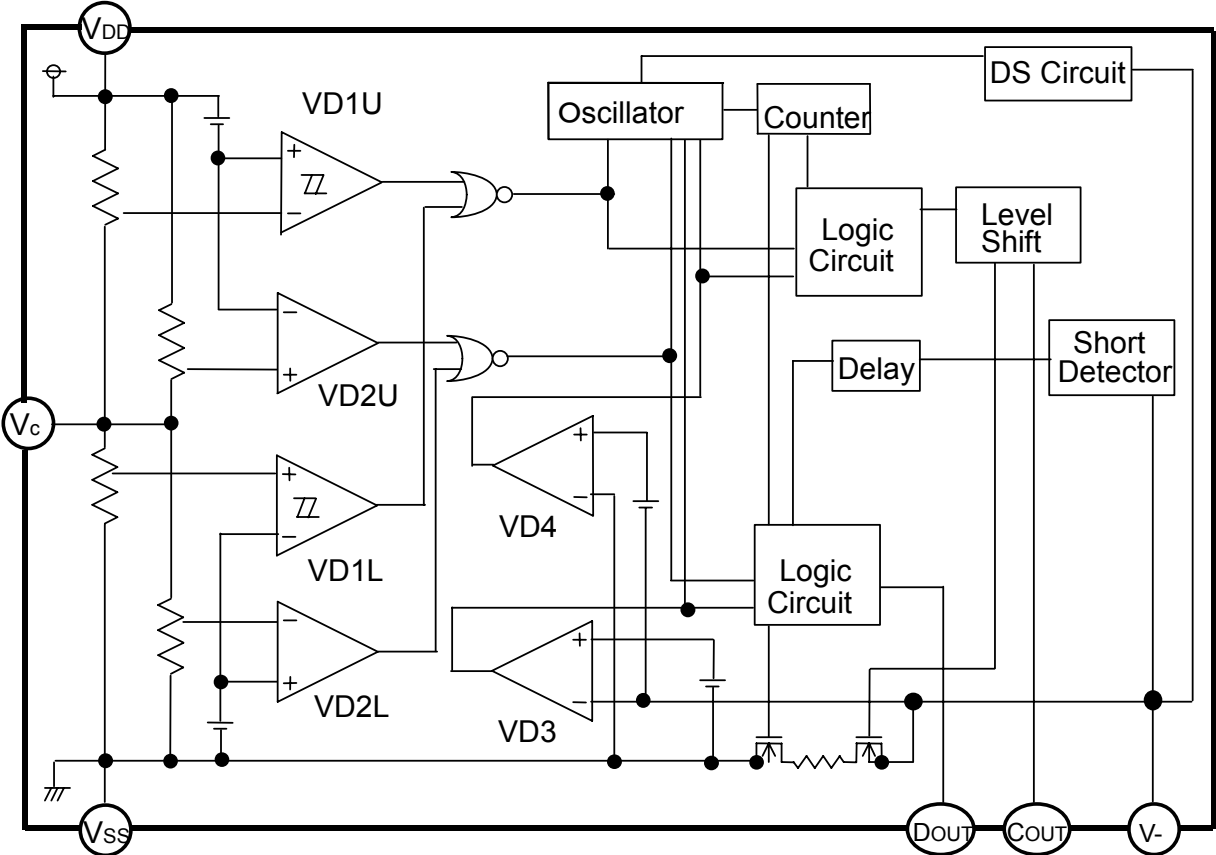 VDD
DS Circuit
VD1U
Oscillator
Counter
+
−
Logic
Circuit
Level
Shift
−
+
VD2U
Delay
Short
Detector
Vc
+
−
VD4
+
−
VD1L
Logic
Circuit
−
+
VD2L
+
−
VD3
VSS
DOUT
COUT
V-